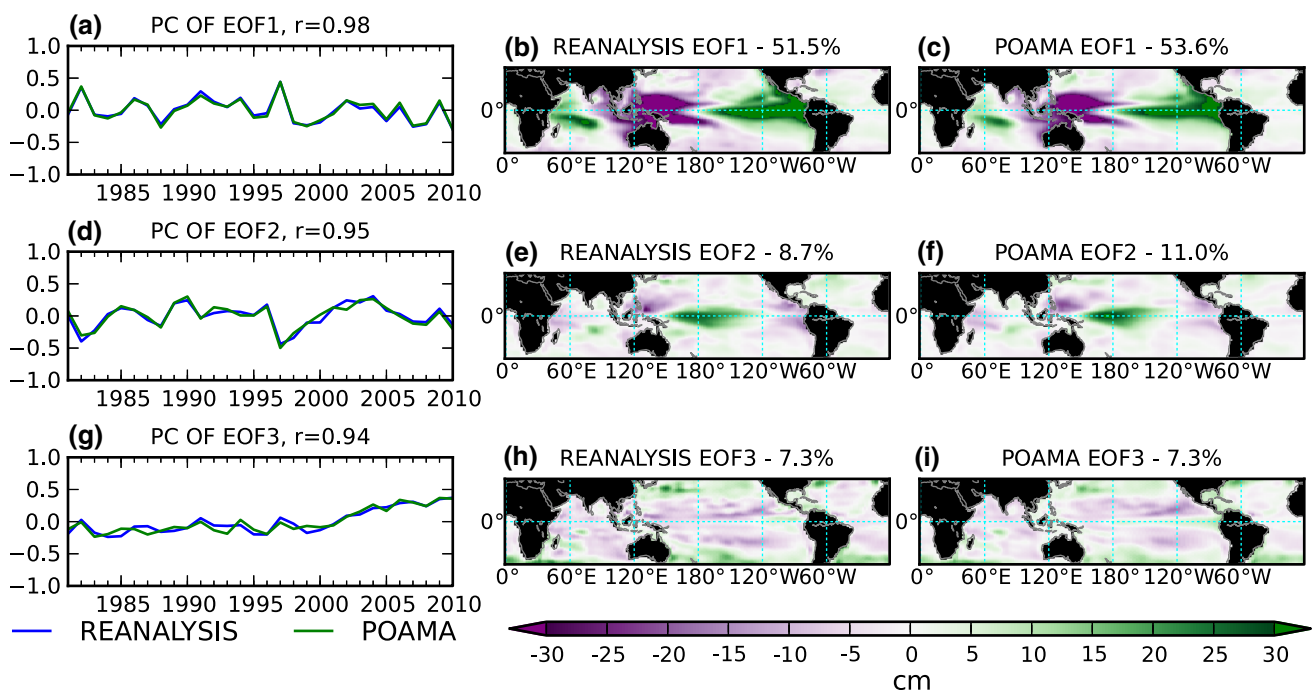 (a) PC OF EOF1, r=0.98
1.0
0.5
0.0
−0.5
−1.0
1985 1990 1995 2000 2005 2010
(b) REANALYSIS EOF1 - 51.5%
0°
0° 60°E 120°E 180° 120°W 60°W
(c) POAMA EOF1 - 53.6%
0°
0° 60°E 120°E 180° 120°W 60°W
(d) PC OF EOF2, r=0.95
1.0
0.5
0.0
−0.5
−1.0
1985 1990 1995 2000 2005 2010
(e) REANALYSIS EOF2 - 8.7%
0°
0° 60°E 120°E 180° 120°W 60°W
(f) POAMA EOF2 - 11.0%
0°
0° 60°E 120°E 180° 120°W 60°W
(g) PC OF EOF3, r=0.94
1.0
0.5
0.0
−0.5
−1.0
1985 1990 1995 2000 2005 2010
(h) REANALYSIS EOF3 - 7.3%
0°
0° 60°E 120°E 180° 120°W 60°W
(i) POAMA EOF3 - 7.3%
0°
0° 60°E 120°E 180° 120°W 60°W
REANALYSIS POAMA
-30 -25 -20 -15 -10 -5 0 5 10 15 20 25 30
cm